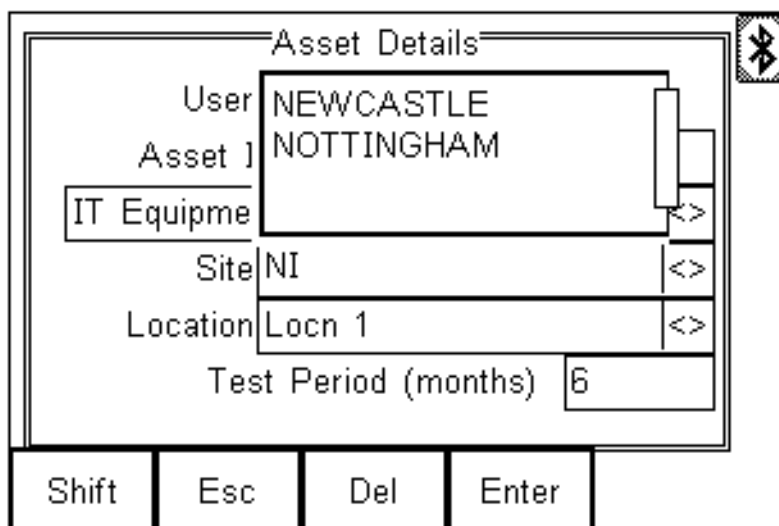 Asset Details
User
NEWCASTLE
NOTTINGHAM
Asset I
IT Equipme
<>
Site NI <>
Location Locn 1 <>
Test Period (months) 6
Shift Esc Del Enter